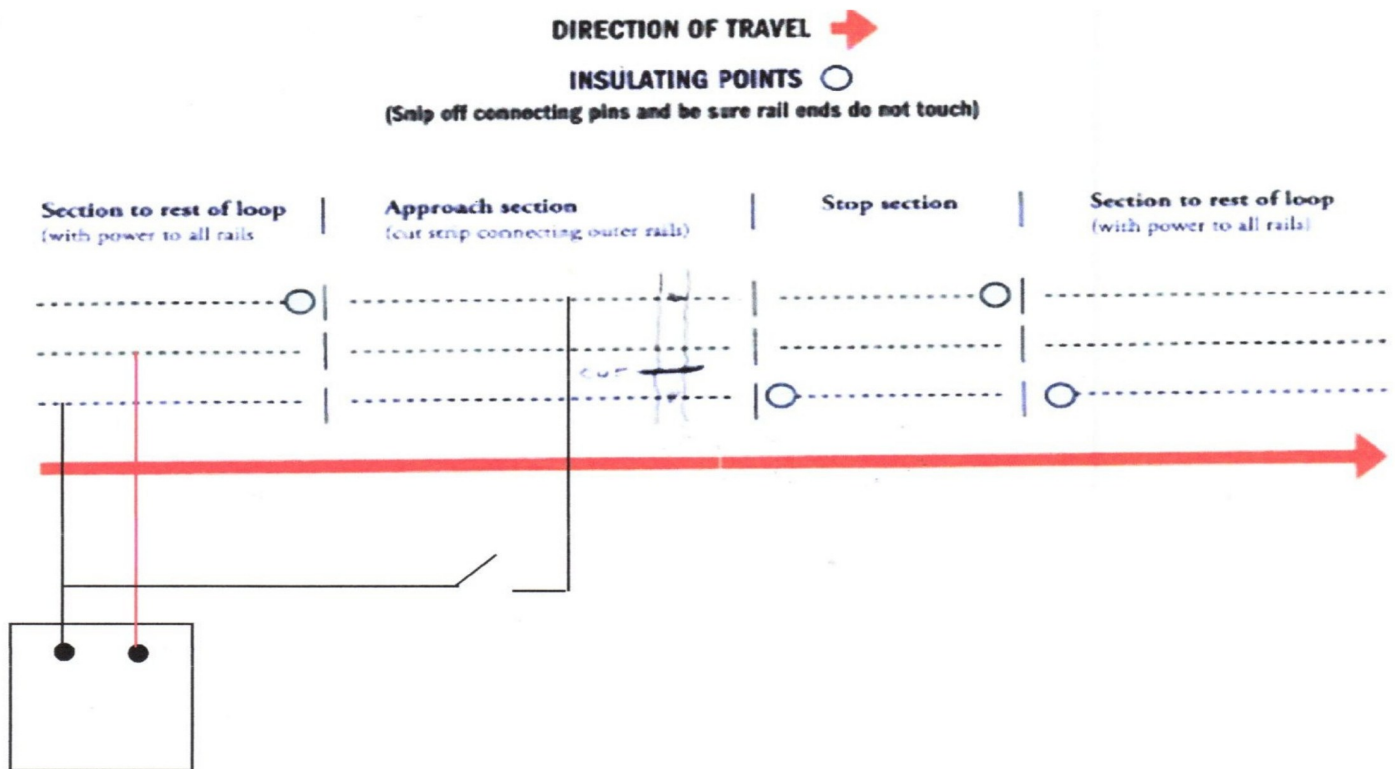 DIRECTION OF TRAVEL
INSULATING POINTS
(Snip off connecting pins and be sure rail ends do not touch)
Section to rest of loop
(with power to all rails
Approach section
(cut strip connecting outer rails)
Stop section
Section to rest of loop
(with power to all rails)
CUT